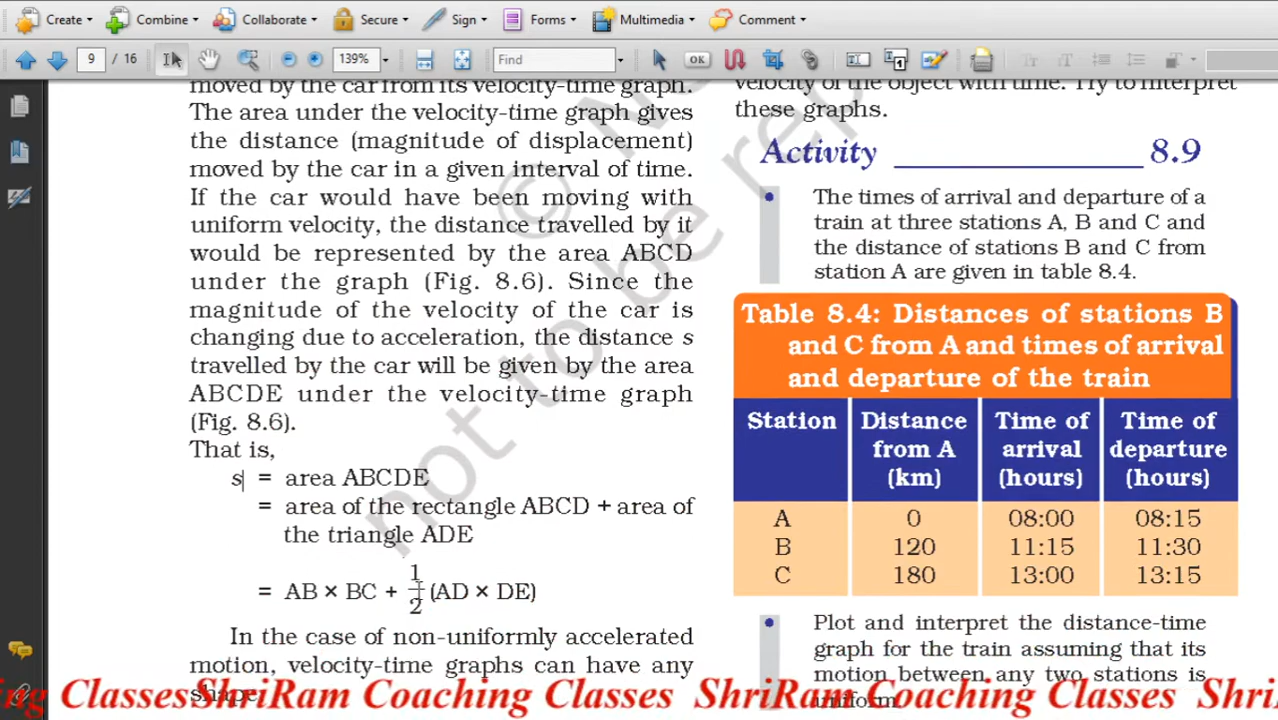 Create
Combine
Collaborate
Secure
Sign
Forms
Multimedia
Comment
9 / 16
139%
Find
OK
moved by the car from its velocity-time graph.
The area under the velocity-time graph gives
the distance (magnitude of displacement)
moved by the car in a given interval of time.
If the car would have been moving with
uniform velocity, the distance travelled by it
would be represented by the area ABCD
under the graph (Fig. 8.6). Since the
magnitude of the velocity of the car is
changing due to acceleration, the distance s
travelled by the car will be given by the area
ABCDE under the velocity-time graph
(Fig. 8.6).
That is,
s = area ABCDE
= area of the rectangle ABCD + area of
the triangle ADE
= AB × BC + 1/2 (AD × DE)
In the case of non-uniformly accelerated
motion, velocity-time graphs can have any
shape.
velocity of the object with time. Try to interpret
these graphs.
Activity 8.9
• The times of arrival and departure of a
train at three stations A, B and C and
the distance of stations B and C from
station A are given in table 8.4.
Table 8.4: Distances of stations B
and C from A and times of arrival
and departure of the train
Station Distance from A (km) Time of arrival (hours) Time of departure (hours)
A 0 08:00 08:15
B 120 11:15 11:30
C 180 13:00 13:15
• Plot and interpret the distance-time
graph for the train assuming that its
motion between any two stations is
uniform.
© N
not to be rep
ing Classes ShriRam Coaching Classes ShriRam Coaching Classes Shri